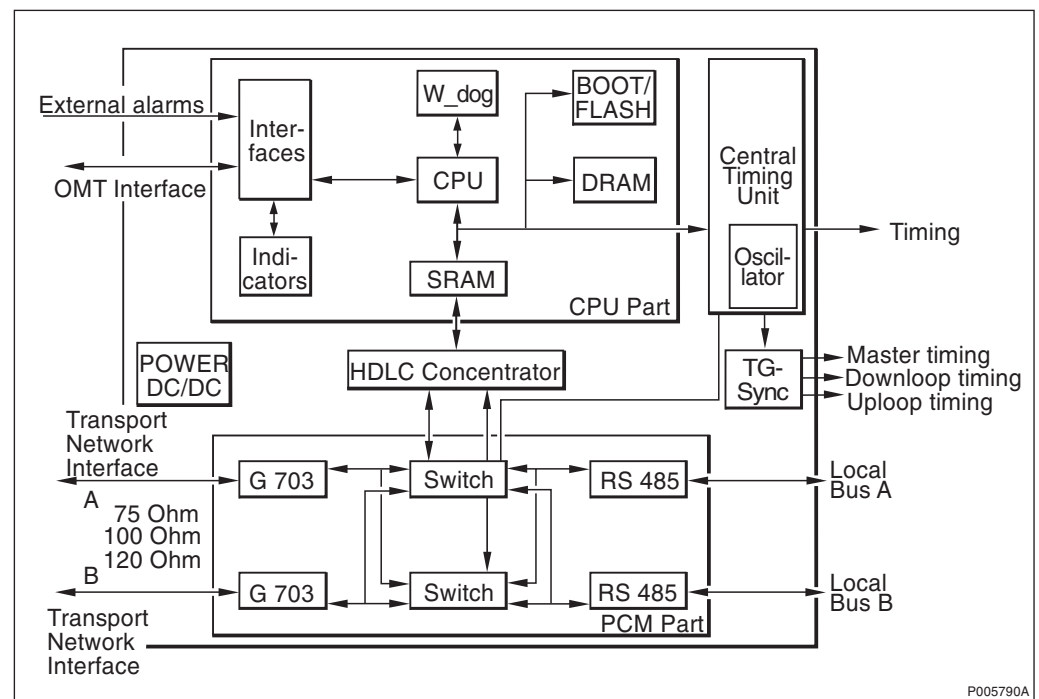 External alarms
OMT Interface
Inter-
faces
Indi-
cators
W_dog
CPU
SRAM
BOOT/
FLASH
DRAM
CPU Part
Central
Timing
Unit
Oscil-
lator
Timing
TG-
Sync
Master timing
Downloop timing
Uploop timing
POWER
DC/DC
HDLC Concentrator
Transport
Network
Interface
A
75 Ohm
100 Ohm
120 Ohm
B
Transport
Network
Interface
G 703
Switch
RS 485
Local
Bus A
G 703
Switch
RS 485
Local
Bus B
PCM Part
P005790A